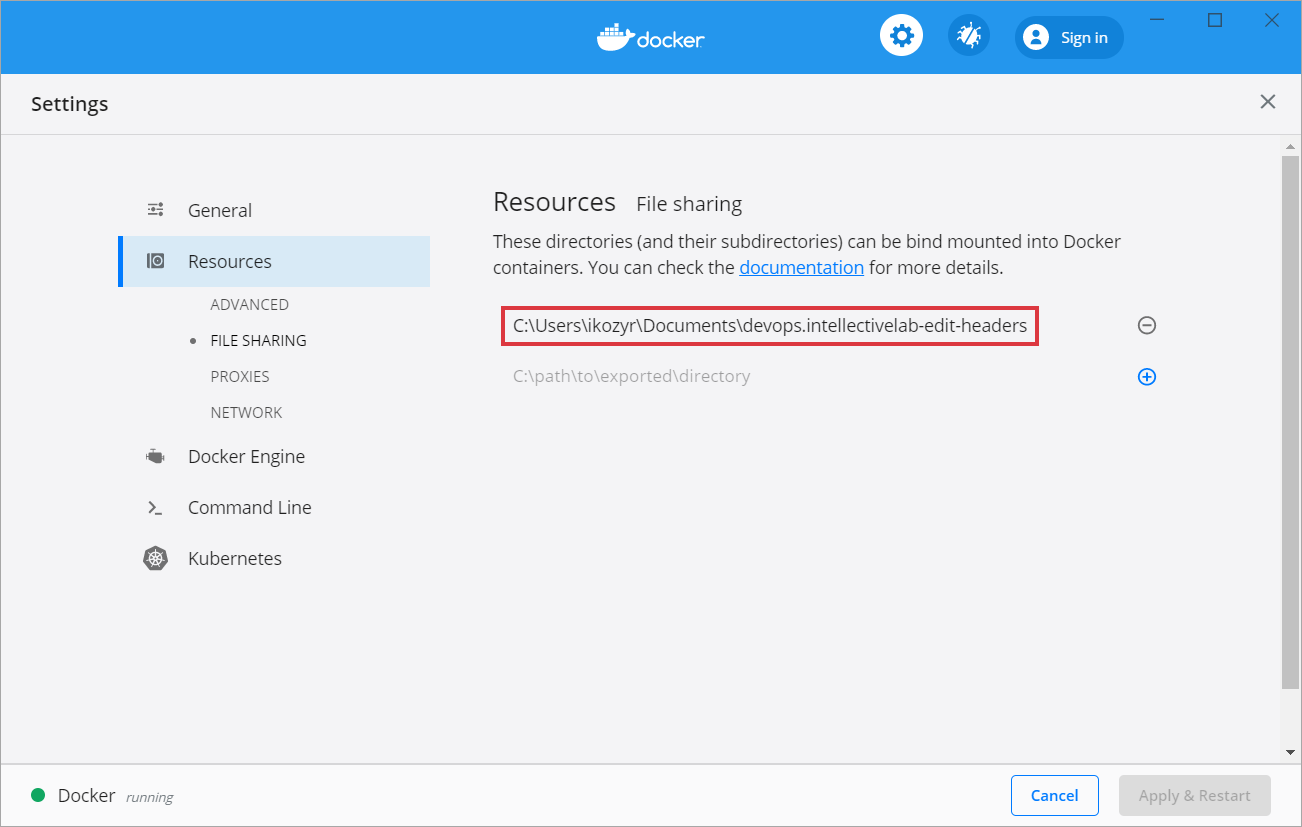 docker
Sign in
Settings
General
Resources
ADVANCED
FILE SHARING
PROXIES
NETWORK
Docker Engine
Command Line
Kubernetes
Resources File sharing
These directories (and their subdirectories) can be bind mounted into Docker
containers. You can check the documentation for more details.
C:\Users\ikozyr\Documents\devops.intellectivelab-edit-headers
C:\path\to\exported\directory
Docker running
Cancel
Apply & Restart